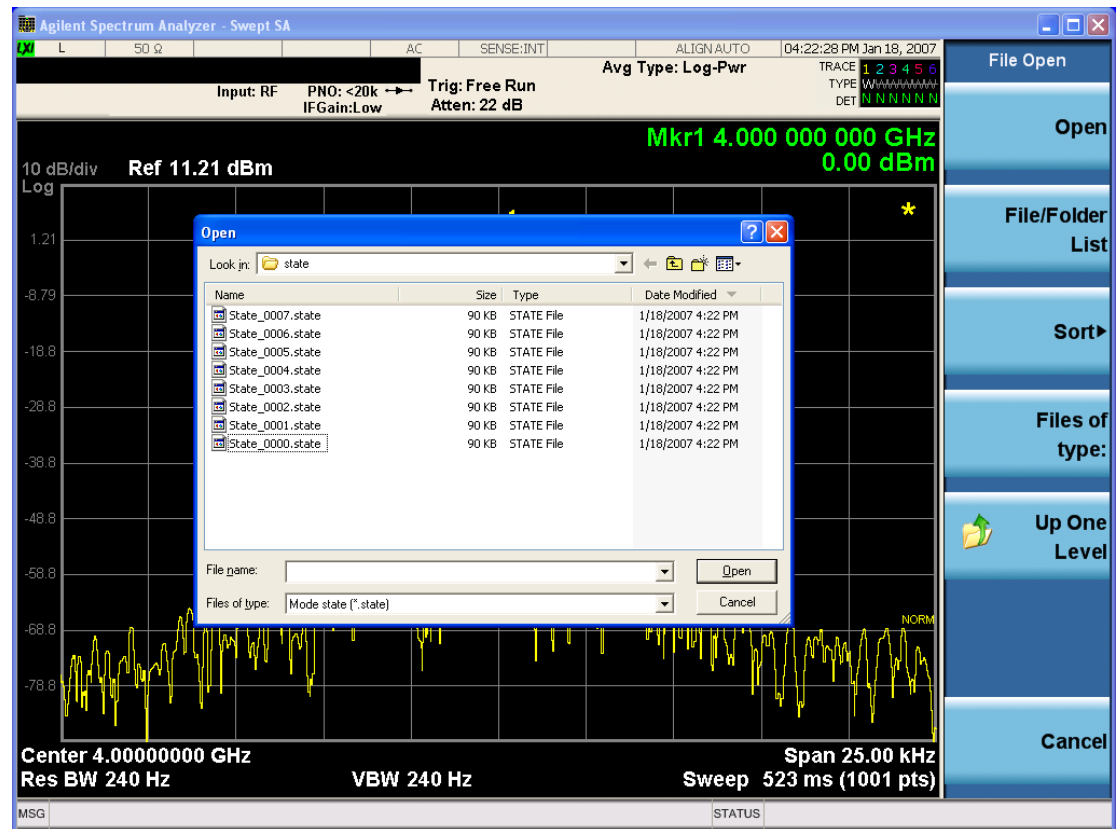 Agilent Spectrum Analyzer - Swept SA
LXI L 50 Ω AC SENSE:INT ALIGN AUTO 04:22:28 PM Jan 18, 2007
Input: RF PNO: <20k IFGain:Low
Trig: Free Run
Atten: 22 dB
Avg Type: Log-Pwr
TRACE 1 2 3 4 5 6
TYPE WWWWWW
DET N N N N N N
Mkr1 4.000 000 000 GHz
0.00 dBm
10 dB/div Ref 11.21 dBm
Log
1.21
-8.79
-18.8
-28.8
-38.8
-48.8
-58.8
-68.8
-78.8
NORM
Open
Look in: state
Name Size Type Date Modified
State_0007.state 90 KB STATE File 1/18/2007 4:22 PM
State_0006.state 90 KB STATE File 1/18/2007 4:22 PM
State_0005.state 90 KB STATE File 1/18/2007 4:22 PM
State_0004.state 90 KB STATE File 1/18/2007 4:22 PM
State_0003.state 90 KB STATE File 1/18/2007 4:22 PM
State_0002.state 90 KB STATE File 1/18/2007 4:22 PM
State_0001.state 90 KB STATE File 1/18/2007 4:22 PM
State_0000.state 90 KB STATE File 1/18/2007 4:22 PM
File name: Open
Files of type: Mode state (*.state) Cancel
Center 4.00000000 GHz Span 25.00 kHz
Res BW 240 Hz VBW 240 Hz Sweep 523 ms (1001 pts)
MSG STATUS
File Open
Open
File/Folder
List
Sort
Files of
type:
Up One
Level
Cancel